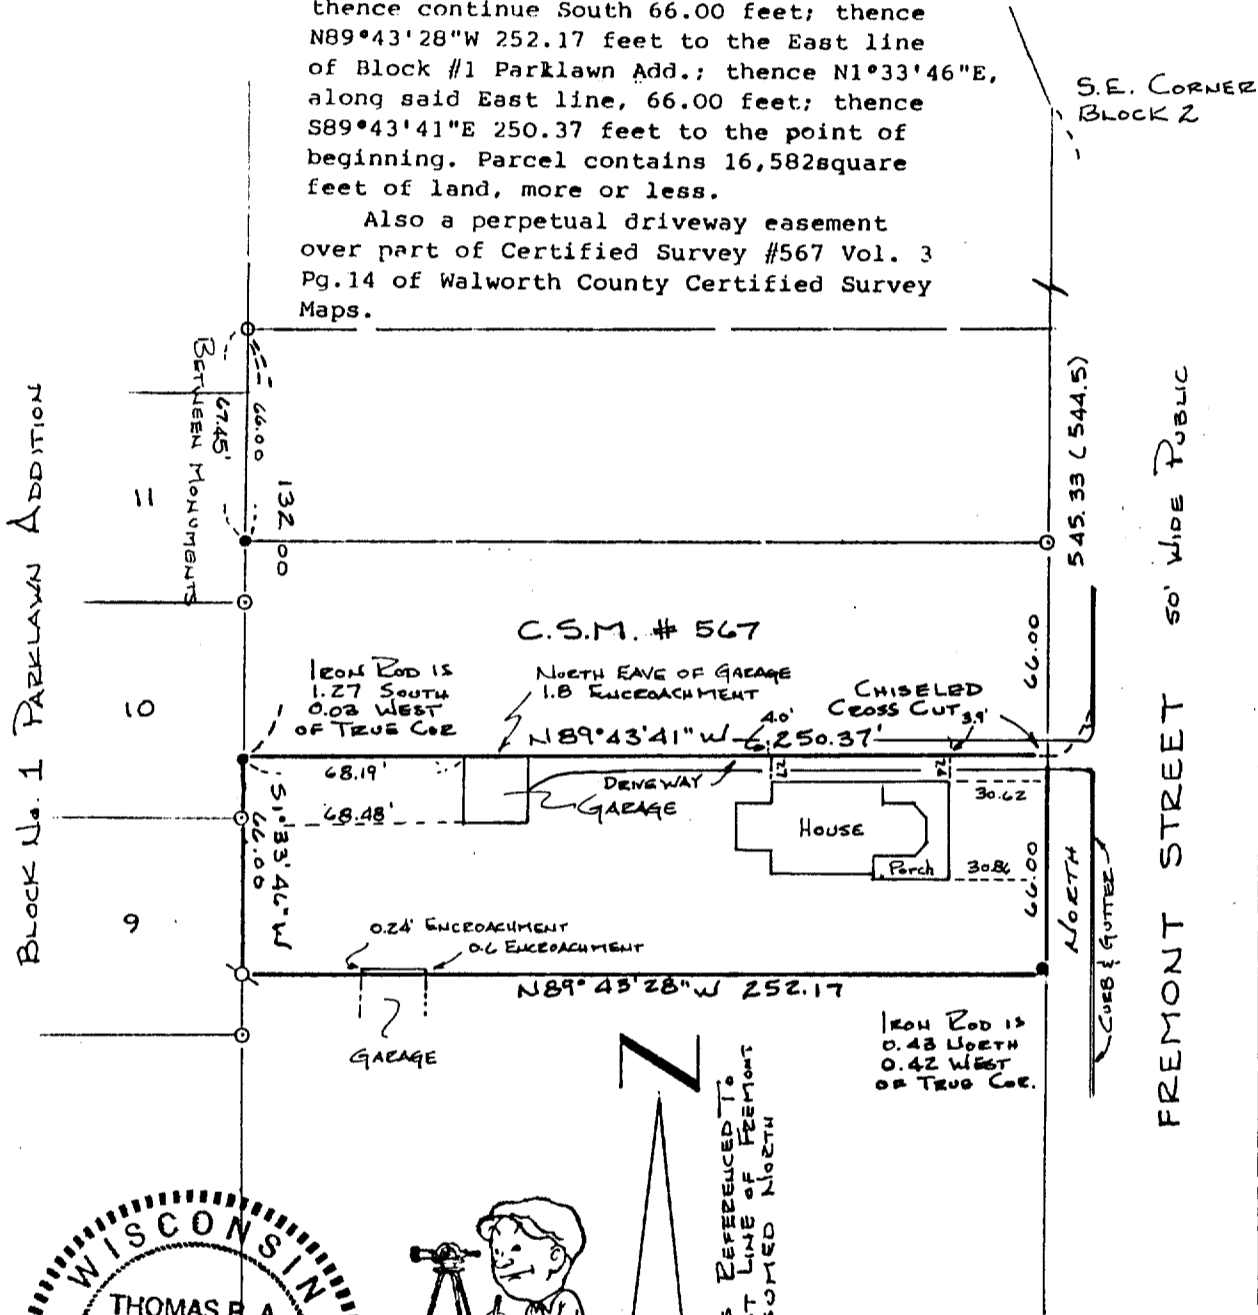 thence continue South 66.00 feet; thence
N89°43'28"W 252.17 feet to the East line
of Block #1 Parklawn Add.; thence N1°33'46"E,
along said East line, 66.00 feet; thence
S89°43'41"E 250.37 feet to the point of
beginning. Parcel contains 16,582square
feet of land, more or less.
Also a perpetual driveway easement
over part of Certified Survey #567 Vol. 3
Pg.14 of Walworth County Certified Survey
Maps.
S.E. CORNER
BLOCK 2
BLOCK No. 1 PARKLAWN ADDITION
BETWEEN MONUMENTS
67.45'
66.00
132.00
11
10
9
545.33 (544.5)
FREMONT STREET 50' WIDE PUBLIC
C.S.M. # 567
66.00
IRON ROD IS
1.27 SOUTH
0.03 WEST
OF TRUE COR
NORTH EAVE OF GARAGE
1.8 ENCROACHMENT
CHISELED
CROSS CUT
3.9'
4.0'
N89°43'41"W 250.37'
68.19'
68.48'
DRIVEWAY
GARAGE
HOUSE
Porch
30.62
30.86
66.00
NORTH
CURB & GUTTER
S1°33'46"W
66.00
0.24' ENCROACHMENT
0.6 ENCROACHMENT
N89°43'28"W 252.17
GARAGE
IRON ROD IS
0.43 NORTH
0.42 WEST
OF TRUE COR.
N
REFERENCED TO
LINE OF FREMONT
NORTH
WISCONSIN
THOMAS